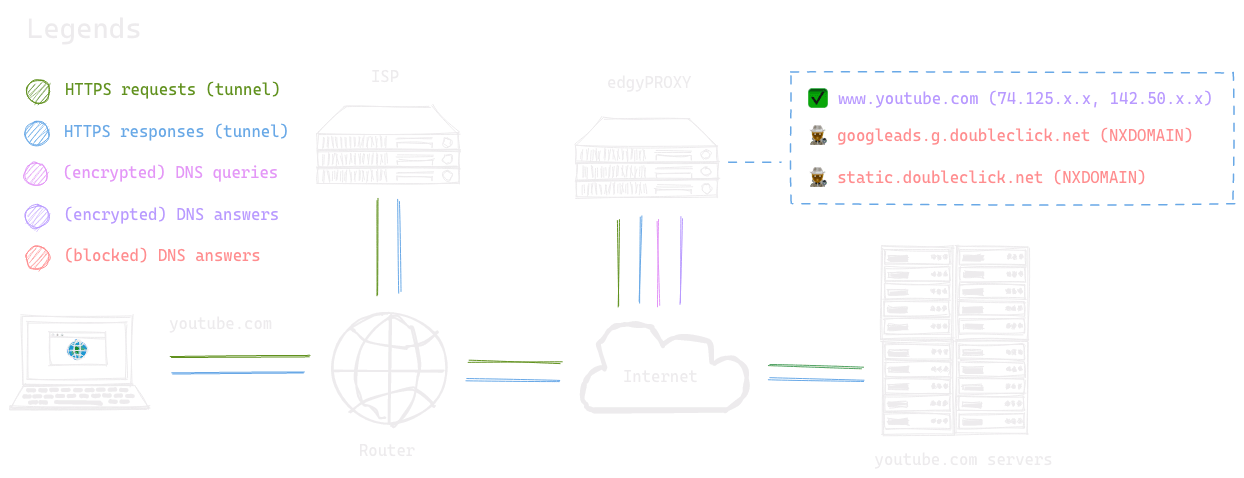 Legends
HTTPS requests (tunnel)
HTTPS responses (tunnel)
(encrypted) DNS queries
(encrypted) DNS answers
(blocked) DNS answers
ISP
edgyPROXY
www.youtube.com (74.125.x.x, 142.50.x.x)
googleads.g.doubleclick.net (NXDOMAIN)
static.doubleclick.net (NXDOMAIN)
youtube.com
Internet
Router
youtube.com servers